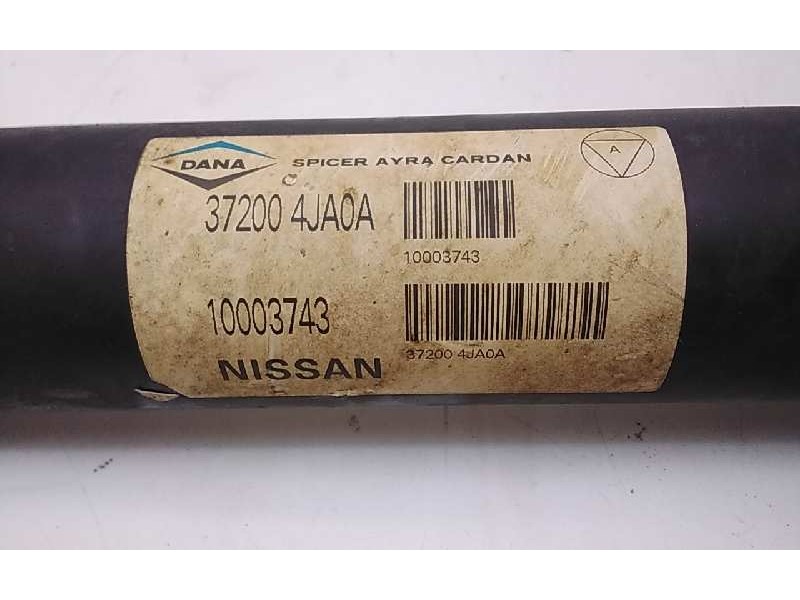 DANA
SPICER AYRA CARDAN
A
37200 4JA0A
10003743
10003743
37200 4JA0A
NISSAN